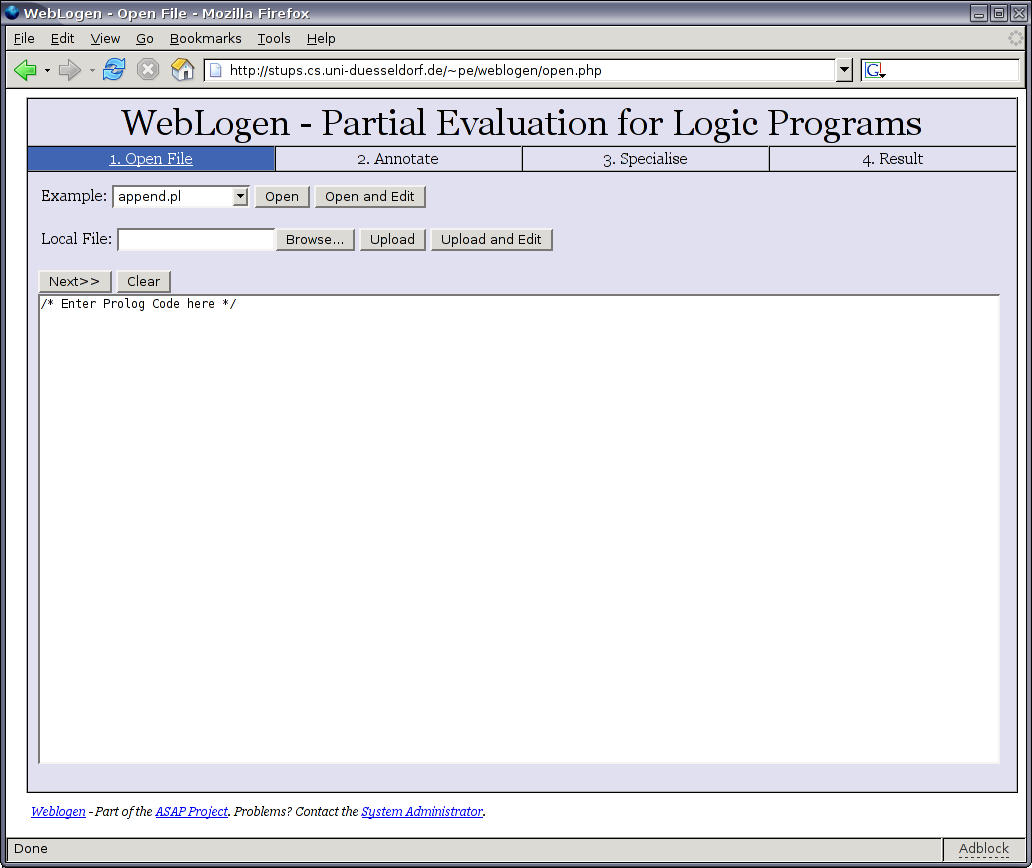 WebLogen - Open File - Mozilla Firefox
File Edit View Go Bookmarks Tools Help
http://stups.cs.uni-duesseldorf.de/~pe/weblogen/open.php
G
WebLogen - Partial Evaluation for Logic Programs
1. Open File 2. Annotate 3. Specialise 4. Result
Example: append.pl Open Open and Edit
Local File: Browse... Upload Upload and Edit
Next>> Clear
/* Enter Prolog Code here */
Weblogen - Part of the ASAP Project. Problems? Contact the System Administrator.
Done Adblock